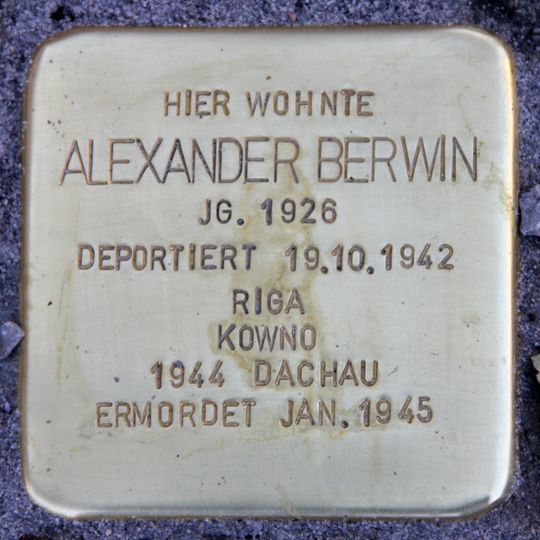 HIER WOHNTE
ALEXANDER BERWIN
JG. 1926
DEPORTIERT 19.10.1942
RIGA
KOWNO
1944 DACHAU
ERMORDET JAN. 1945